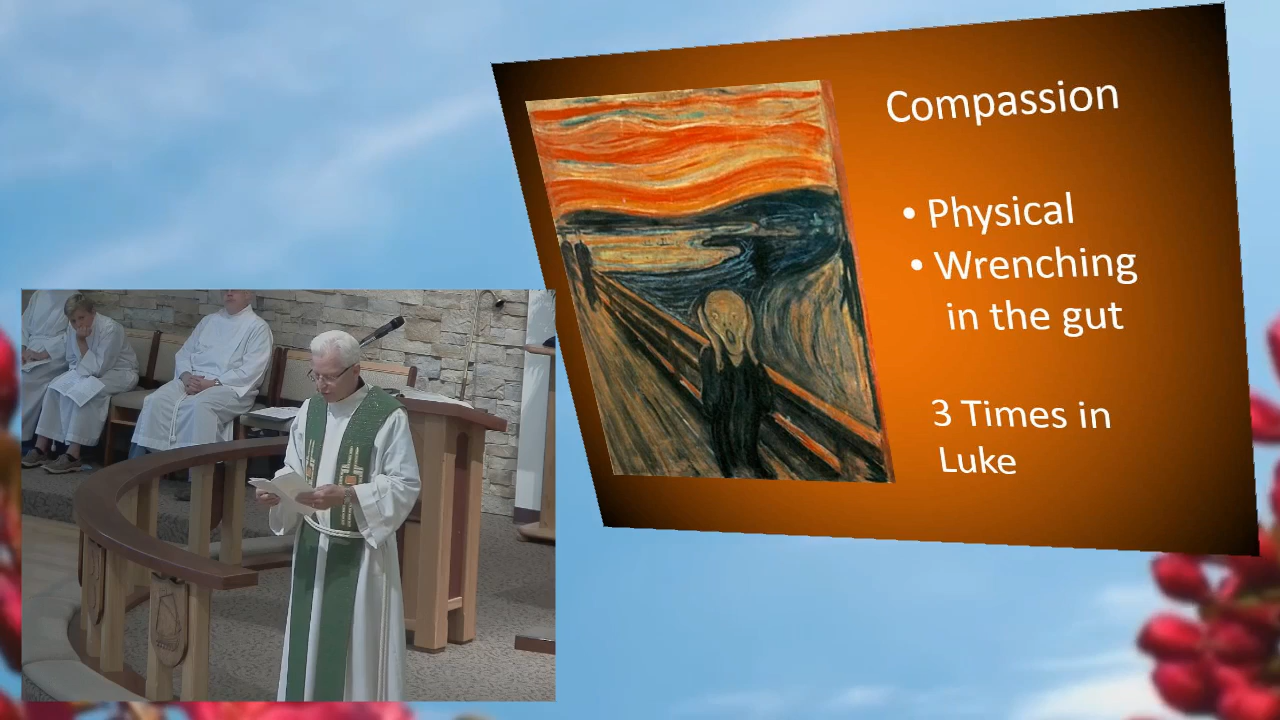 Compassion
• Physical
• Wrenching
in the gut
3 Times in
Luke